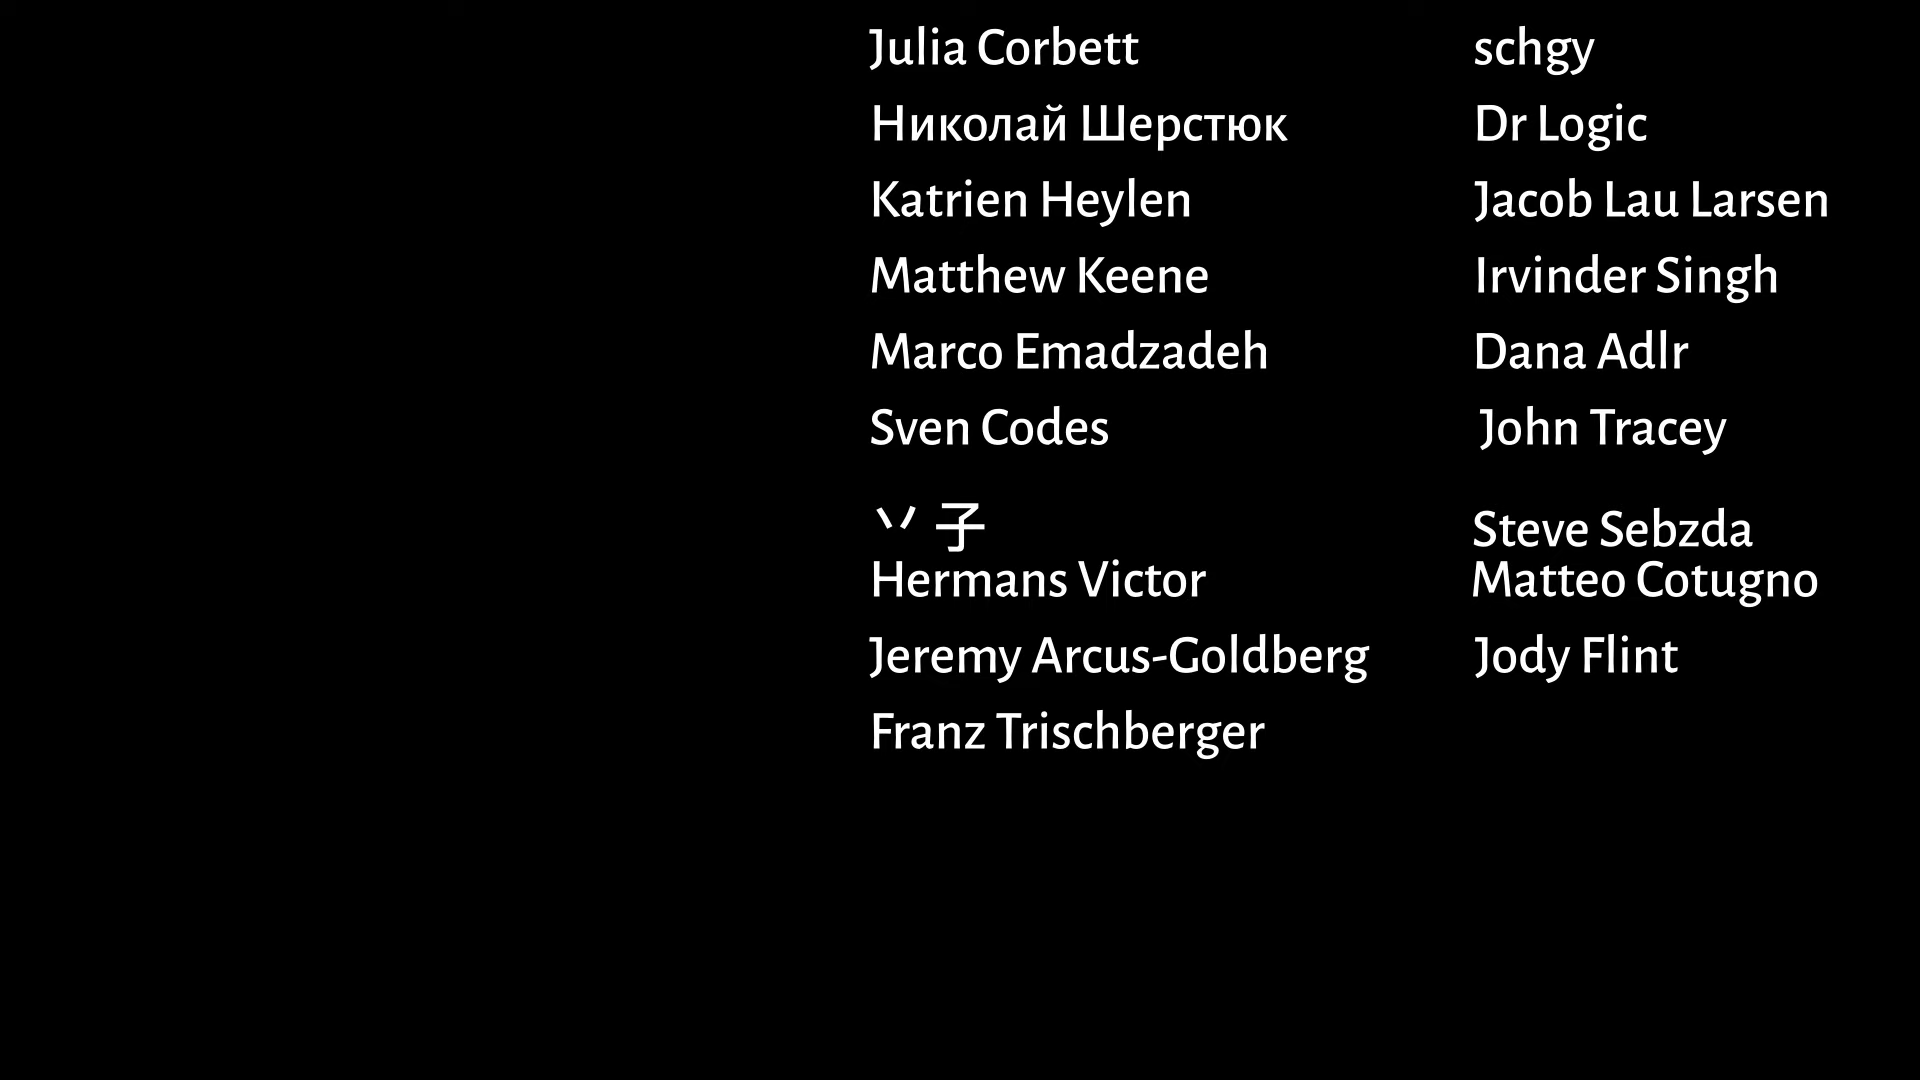 Julia Corbett
schgy
Николай Шерстюк
Dr Logic
Katrien Heylen
Jacob Lau Larsen
Matthew Keene
Irvinder Singh
Marco Emadzadeh
Dana Adlr
Sven Codes
John Tracey
丷 子
Steve Sebzda
Hermans Victor
Matteo Cotugno
Jeremy Arcus-Goldberg
Jody Flint
Franz Trischberger